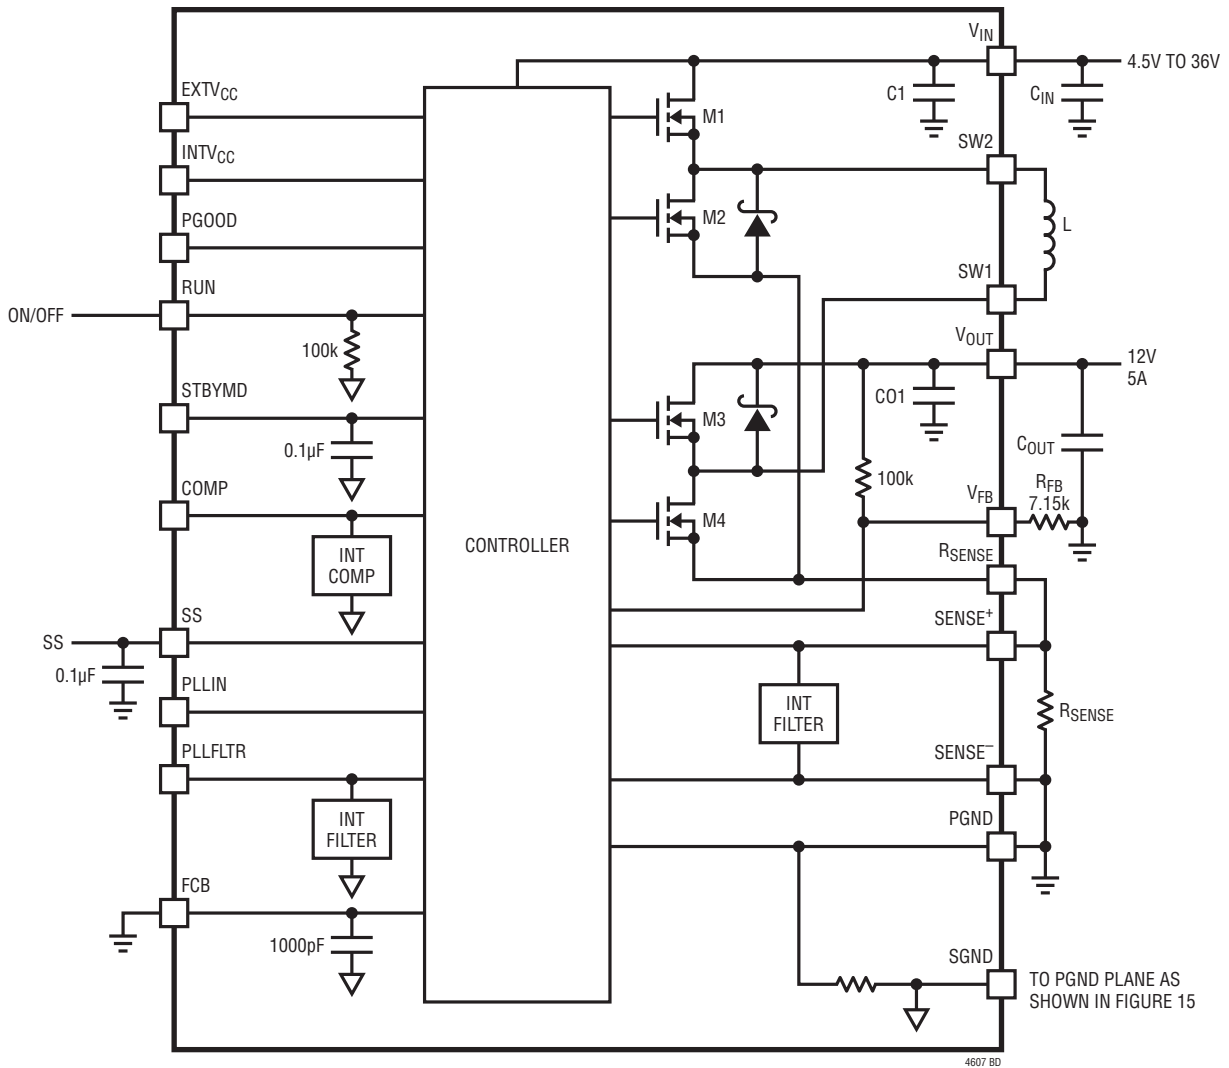 V_IN
4.5V TO 36V
EXTV_CC
C1
C_IN
M1
SW2
INTV_CC
PGOOD
M2
L
RUN
SW1
ON/OFF
100k
V_OUT
12V
5A
STBYMD
CO1
M3
0.1µF
C_OUT
COMP
100k
V_FB
R_FB
7.15k
M4
CONTROLLER
INT
COMP
R_SENSE
SS
SENSE+
SS
0.1µF
PLLIN
INT
FILTER
R_SENSE
PLLFLTR
SENSE–
INT
FILTER
PGND
FCB
1000pF
SGND
TO PGND PLANE AS
SHOWN IN FIGURE 15
4607 BD